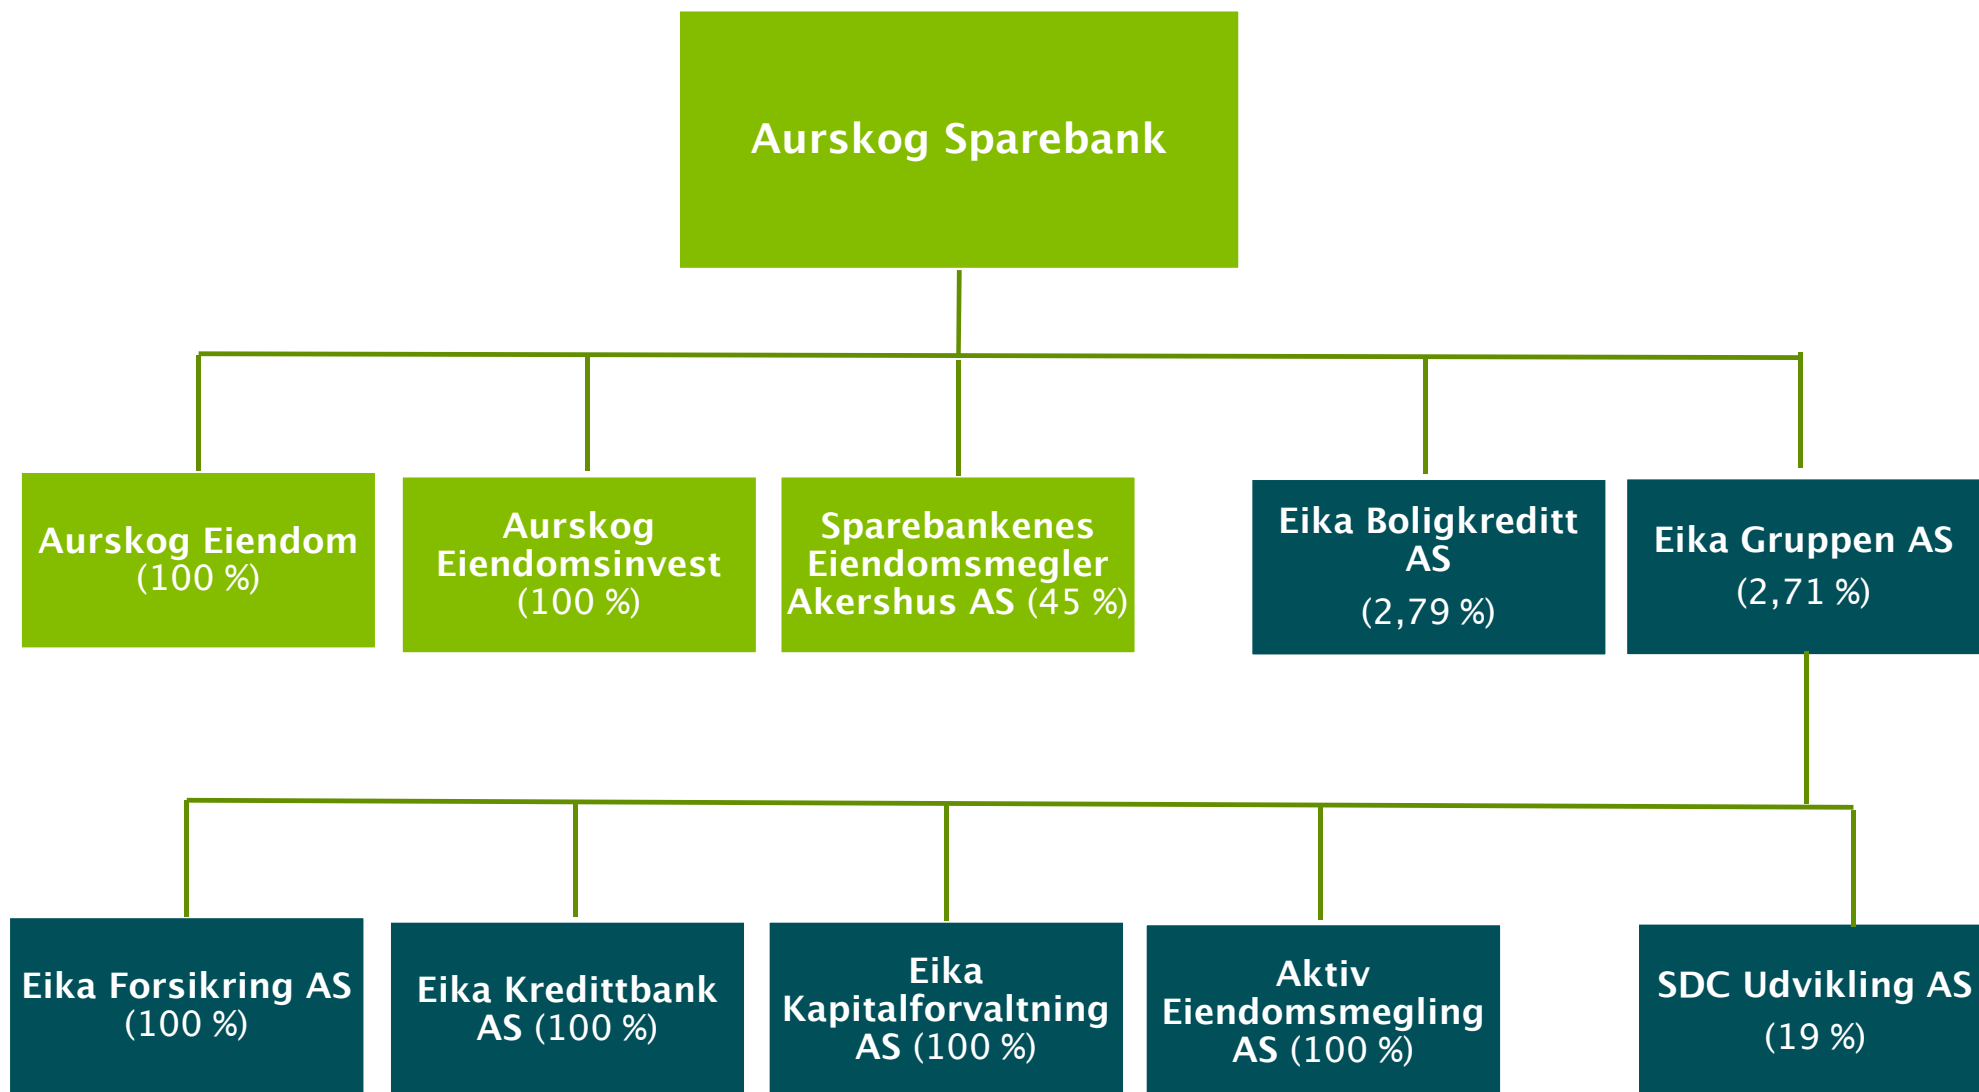 Aurskog Sparebank
Aurskog Eiendom
(100 %)
Aurskog
Eiendomsinvest
(100 %)
Sparebankenes
Eiendomsmegler
Akershus AS (45 %)
Eika Boligkreditt
AS
(2,79 %)
Eika Gruppen AS
(2,71 %)
Eika Forsikring AS
(100 %)
Eika Kredittbank
AS (100 %)
Eika
Kapitalforvaltning
AS (100 %)
Aktiv
Eiendomsmegling
AS (100 %)
SDC Udvikling AS
(19 %)